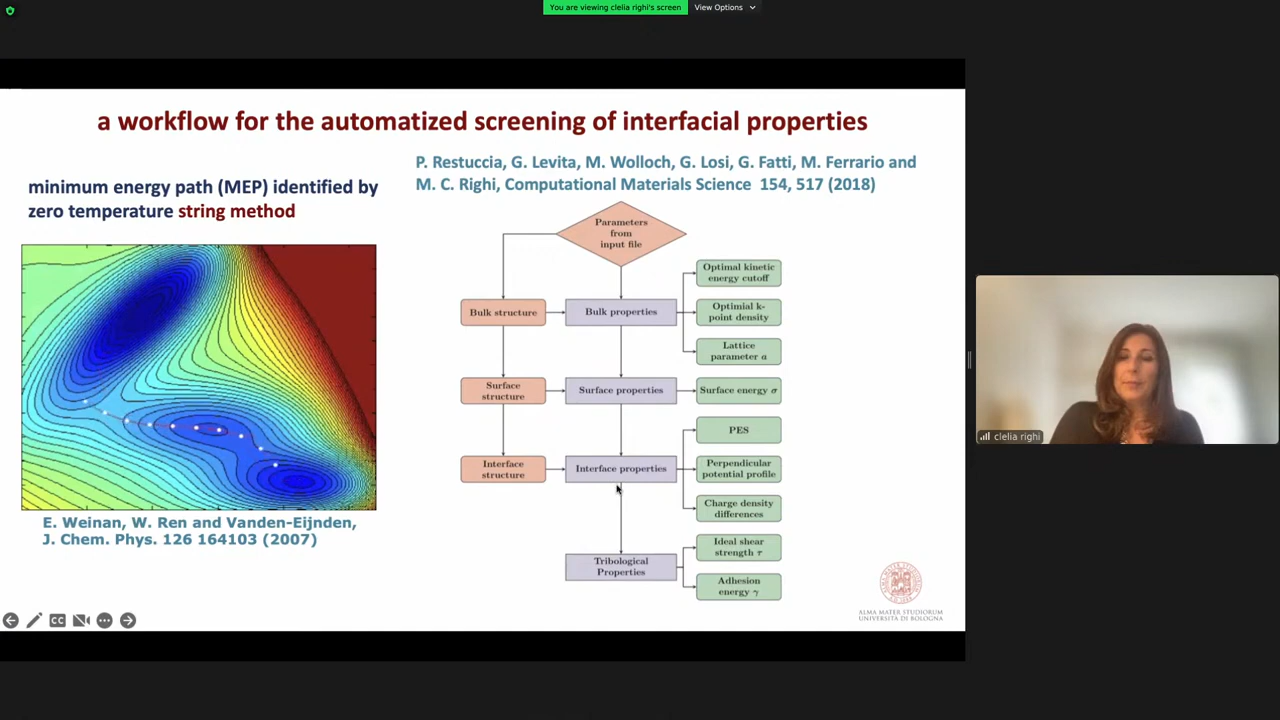 You are viewing clelia righi's screen
View Options
a workflow for the automatized screening of interfacial properties
minimum energy path (MEP) identified by
zero temperature string method
E. Weinan, W. Ren and Vanden-Eijnden,
J. Chem. Phys. 126 164103 (2007)
P. Restuccia, G. Levita, M. Wolloch, G. Losi, G. Fatti, M. Ferrario and
M. C. Righi, Computational Materials Science 154, 517 (2018)
Parameters
from
input file
Optimal kinetic
energy cutoff
Bulk structure
Bulk properties
Optimial k-
point density
Lattice
parameter a
Surface
structure
Surface properties
Surface energy σ
PES
Interface
structure
Interface properties
Perpendicular
potential profile
Charge density
differences
Tribological
Properties
Ideal shear
strength τ
Adhesion
energy γ
ALMA MATER STUDIORUM
UNIVERSITÀ DI BOLOGNA
CC
clelia righi